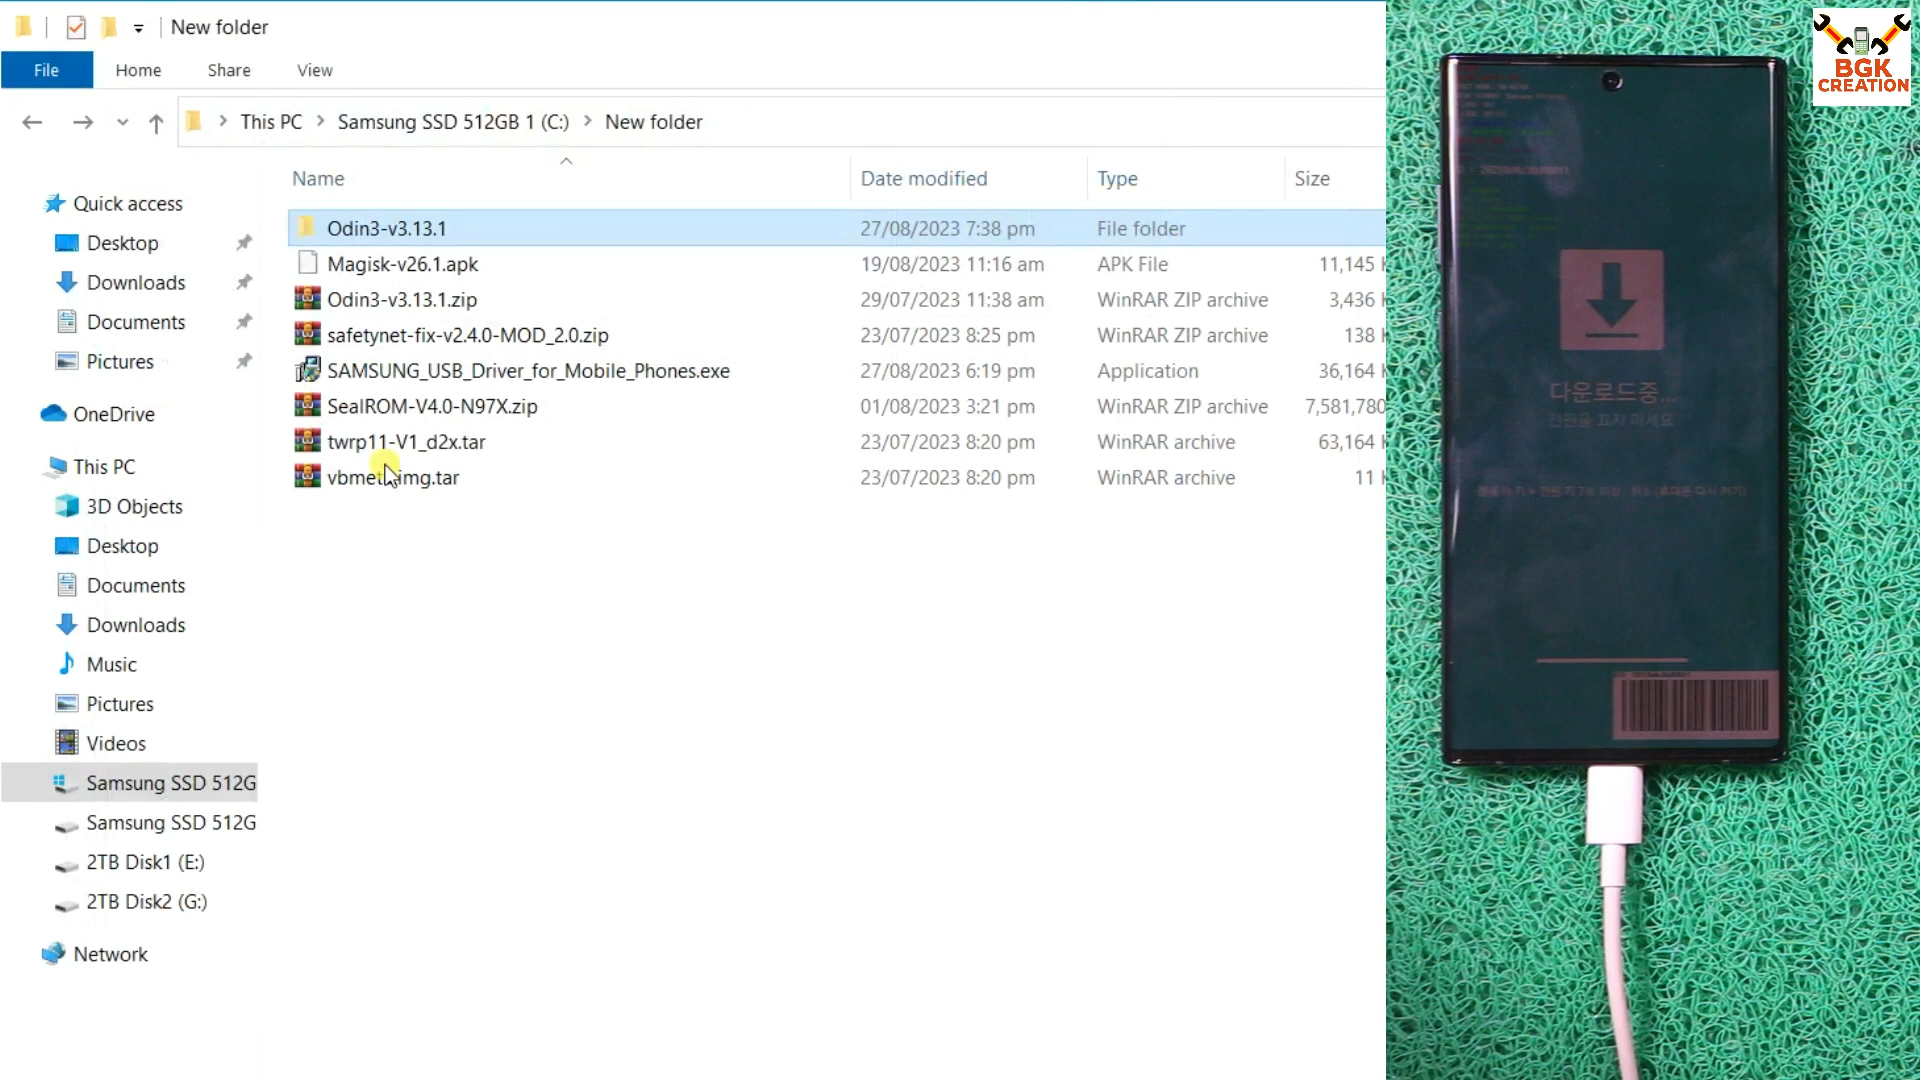 New folder
File Home Share View
This PC Samsung SSD 512GB 1 (C:) New folder
Name Date modified Type Size
Odin3-v3.13.1 27/08/2023 7:38 pm File folder
Magisk-v26.1.apk 19/08/2023 11:16 am APK File 11,145
Odin3-v3.13.1.zip 29/07/2023 11:38 am WinRAR ZIP archive 3,436
safetynet-fix-v2.4.0-MOD_2.0.zip 23/07/2023 8:25 pm WinRAR ZIP archive 138
SAMSUNG_USB_Driver_for_Mobile_Phones.exe 27/08/2023 6:19 pm Application 36,164
SealROM-V4.0-N97X.zip 01/08/2023 3:21 pm WinRAR ZIP archive 7,581,780
twrp11-V1_d2x.tar 23/07/2023 8:20 pm WinRAR archive 63,164
23/07/2023 8:20 pm WinRAR archive 11
Quick access
Desktop
Downloads
Documents
Pictures
OneDrive
This PC
3D Objects
Desktop
Documents
Downloads
Music
Pictures
Videos
Samsung SSD 512G
Samsung SSD 512G
2TB Disk1 (E:)
2TB Disk2 (G:)
Network
BGK
CREATION
다운로드중...
전원을 끄지 마세요